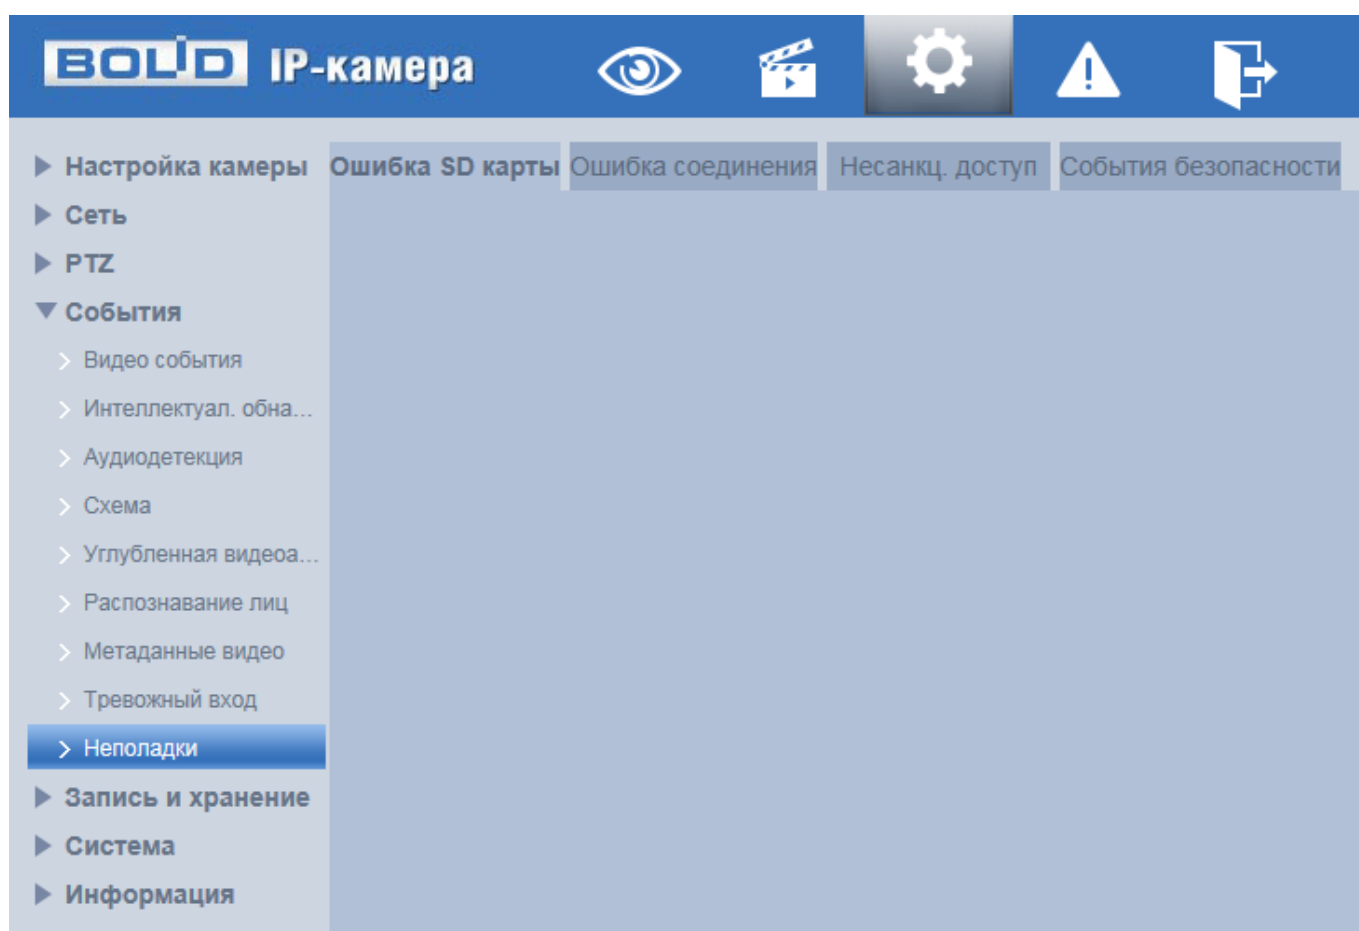 BOLID IP-камера
Настройка камеры
Ошибка SD карты Ошибка соединения Несанкц. доступ События безопасности
Сеть
PTZ
События
Видео события
Интеллектуал. обна...
Аудиодетекция
Схема
Углубленная видеоа...
Распознавание лиц
Метаданные видео
Тревожный вход
Неполадки
Запись и хранение
Система
Информация